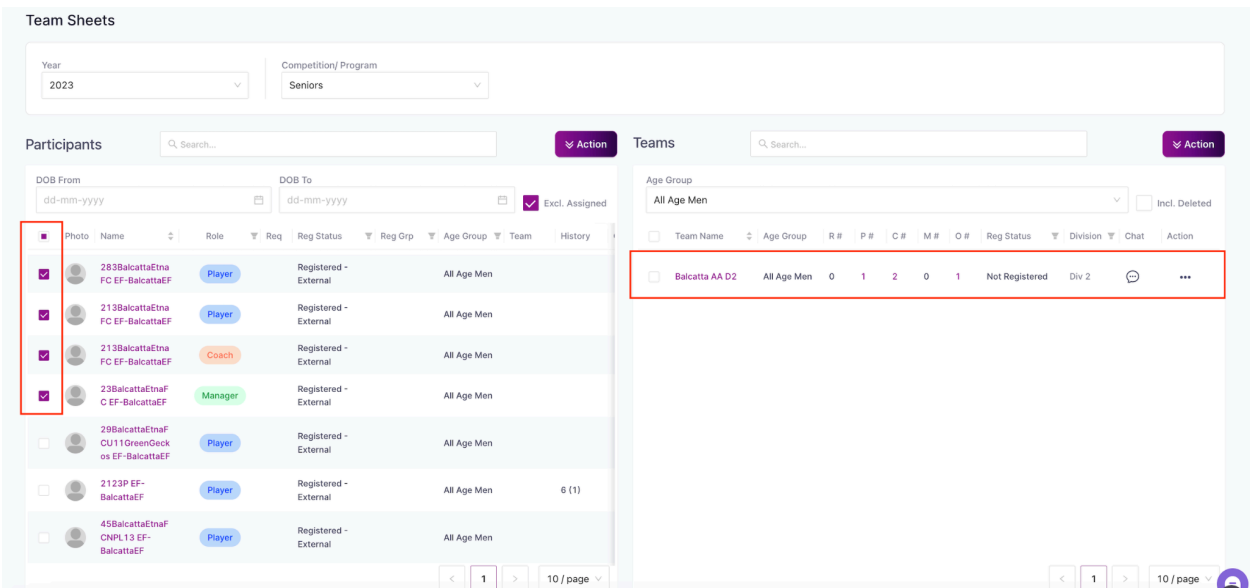 Team Sheets
Year
2023
Competition/ Program
Seniors
Participants
Search...
Action
DOB From
dd-mm-yyyy
DOB To
dd-mm-yyyy
Excl. Assigned
Photo Name Role Req Reg Status Reg Grp Age Group Team History
283BalcattaEtna
FC EF-BalcattaEF
Player
Registered -
External
All Age Men
213BalcattaEtna
FC EF-BalcattaEF
Player
Registered -
External
All Age Men
213BalcattaEtna
FC EF-BalcattaEF
Coach
Registered -
External
All Age Men
23BalcattaEtnaF
C EF-BalcattaEF
Manager
Registered -
External
All Age Men
29BalcattaEtnaF
CU11GreenGeck
os EF-BalcattaEF
Player
Registered -
External
All Age Men
2123P EF-
BalcattaEF
Player
Registered -
External
All Age Men
6 (1)
45BalcattaEtnaF
CNPL13 EF-
BalcattaEF
Player
Registered -
External
All Age Men
< 1 > 10 / page
Teams
Search...
Action
Age Group
All Age Men
Incl. Deleted
Team Name Age Group R # P # C # M # O # Reg Status Division Chat Action
Balcatta AA D2 All Age Men 0 1 2 0 1 Not Registered Div 2
< 1 > 10 / page